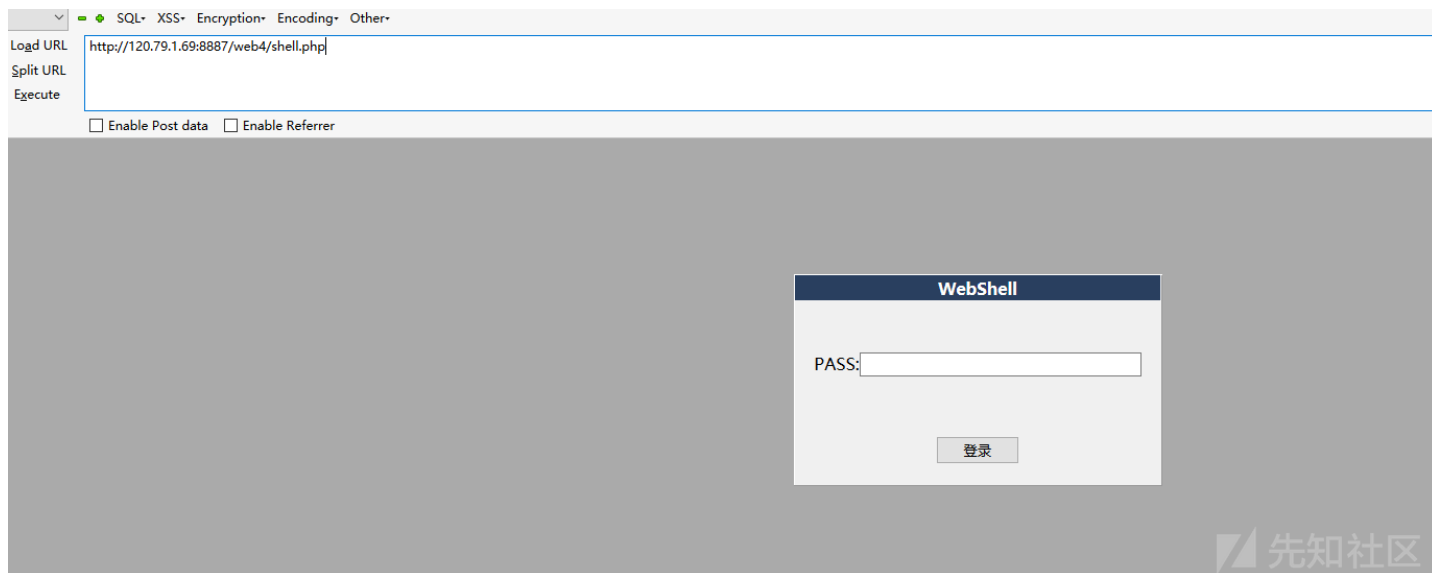 SQL▾ XSS▾ Encryption▾ Encoding▾ Other▾
Load URL http://120.79.1.69:8887/web4/shell.php
Split URL
Execute
Enable Post data Enable Referrer
WebShell
PASS:
登录
先知社区